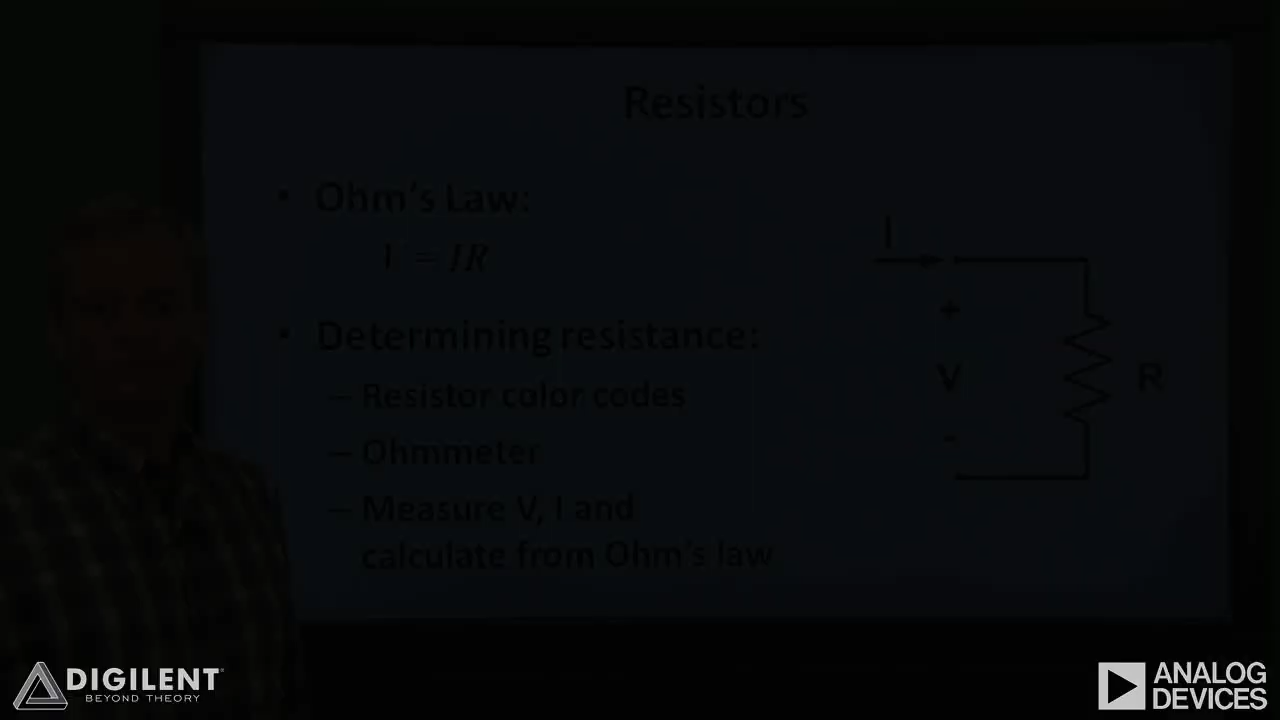 Resistors
• Ohm's Law:
V = IR
• Determining resistance:
– Resistor color codes
– Ohmmeter
– Measure V, I and
calculate from Ohm's law
I
+
V
R
-
DIGILENT
BEYOND THEORY
ANALOG
DEVICES